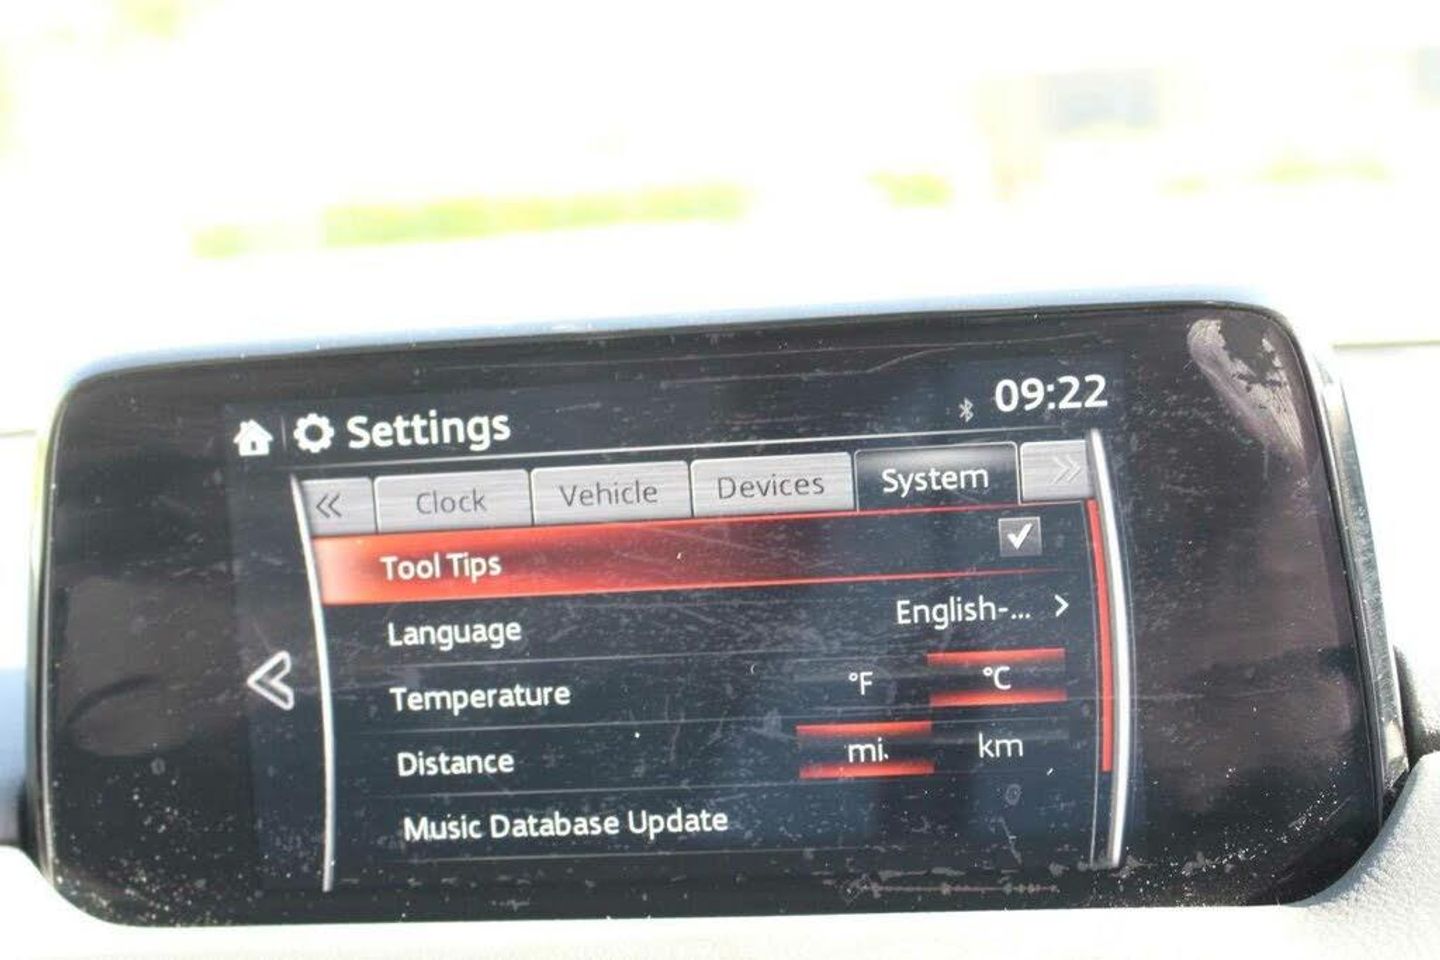 Settings
09:22
Clock Vehicle Devices System
Tool Tips
Language English-...
Temperature °F °C
Distance mi. km
Music Database Update